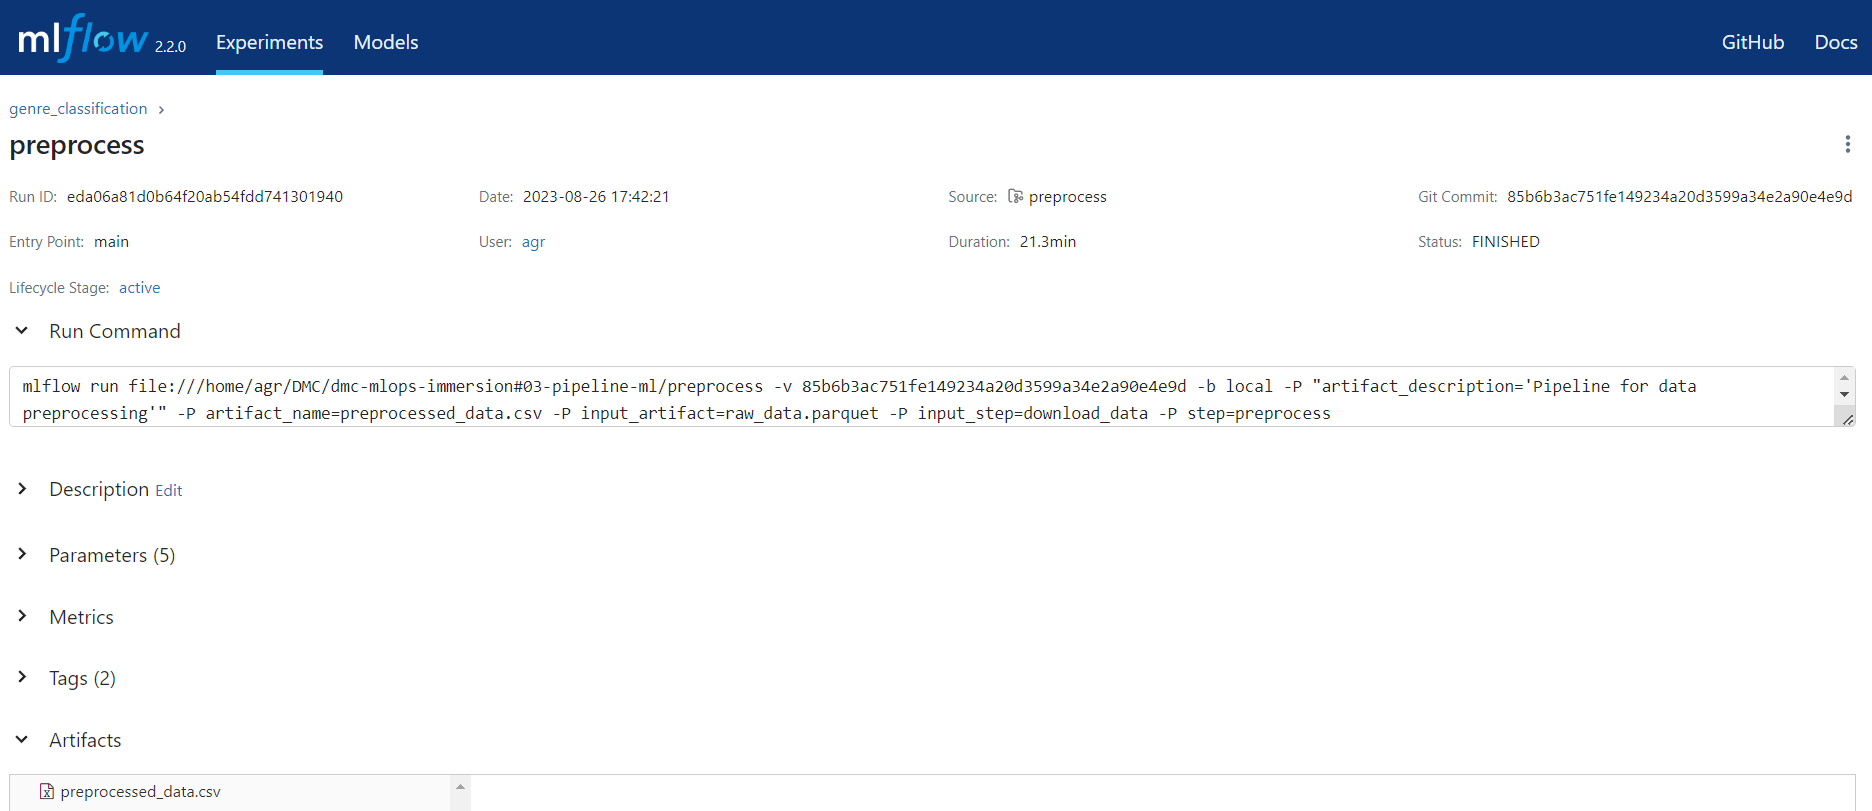 mlflow 2.2.0 Experiments Models GitHub Docs
genre_classification
preprocess
Run ID: eda06a81d0b64f20ab54fdd741301940 Date: 2023-08-26 17:42:21 Source: preprocess Git Commit: 85b6b3ac751fe149234a20d3599a34e2a90e4e9d
Entry Point: main User: agr Duration: 21.3min Status: FINISHED
Lifecycle Stage: active
Run Command
mlflow run file:///home/agr/DMC/dmc-mlops-immersion#03-pipeline-ml/preprocess -v 85b6b3ac751fe149234a20d3599a34e2a90e4e9d -b local -P "artifact_description='Pipeline for data
preprocessing'" -P artifact_name=preprocessed_data.csv -P input_artifact=raw_data.parquet -P input_step=download_data -P step=preprocess
Description Edit
Parameters (5)
Metrics
Tags (2)
Artifacts
preprocessed_data.csv